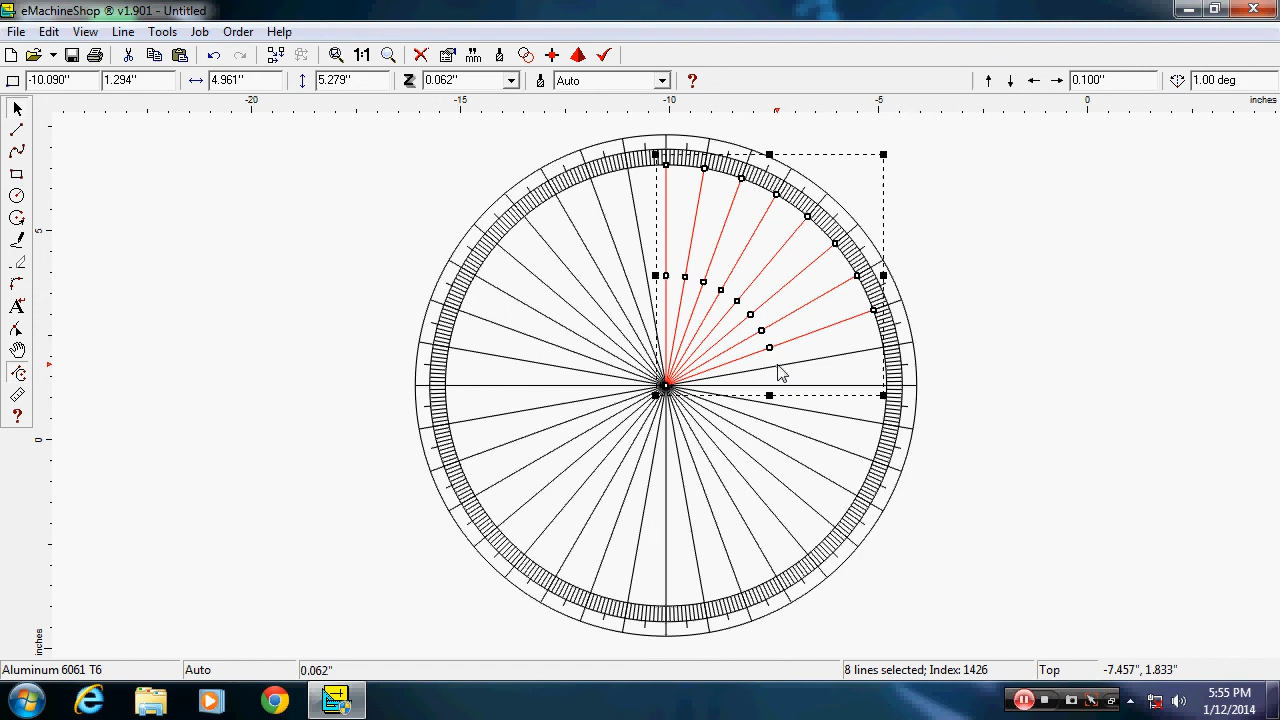 eMachineShop ® v1.901 - Untitled
File Edit View Line Tools Job Order Help
1:1 mm
-10.090" 1.294" 4.961" 5.279" Z 0.062" Auto ? 0.100" 1.00 deg
-20 -15 -10 -5 0 inches
A
?
5
0
inches
Aluminum 6061 T6 Auto 0.062" 8 lines selected; Index: 1426 Top -7.457", 1.833"
5:55 PM
1/12/2014